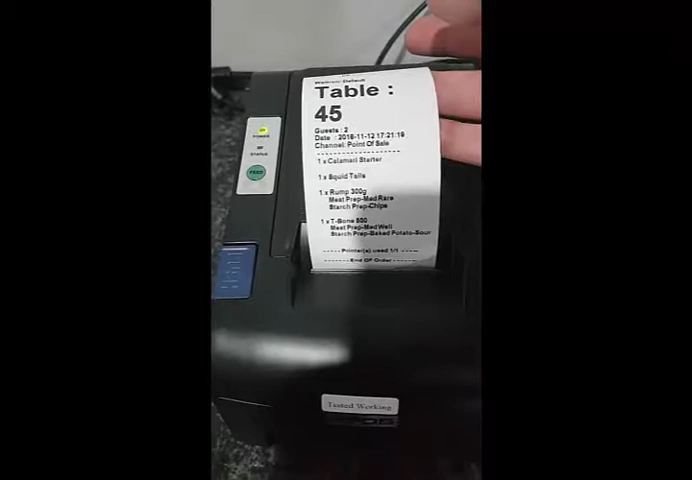 Waitron: Default
Table :
45
Guests : 2
Date : 2018-11-12 17:21:19
Channel: Point Of Sale
1 x Calamari Starter
1 x Squid Tails
1 x Rump 300g
Meat Prep-Med Rare
Starch Prep-Chips
1 x T-Bone 500
Meat Prep-Med Well
Starch Prep-Baked Potato-Sour
----- Printer(s) used 1/1 -----
------- End OF Order -------
POWER
STATUS
FEED
Tested Working